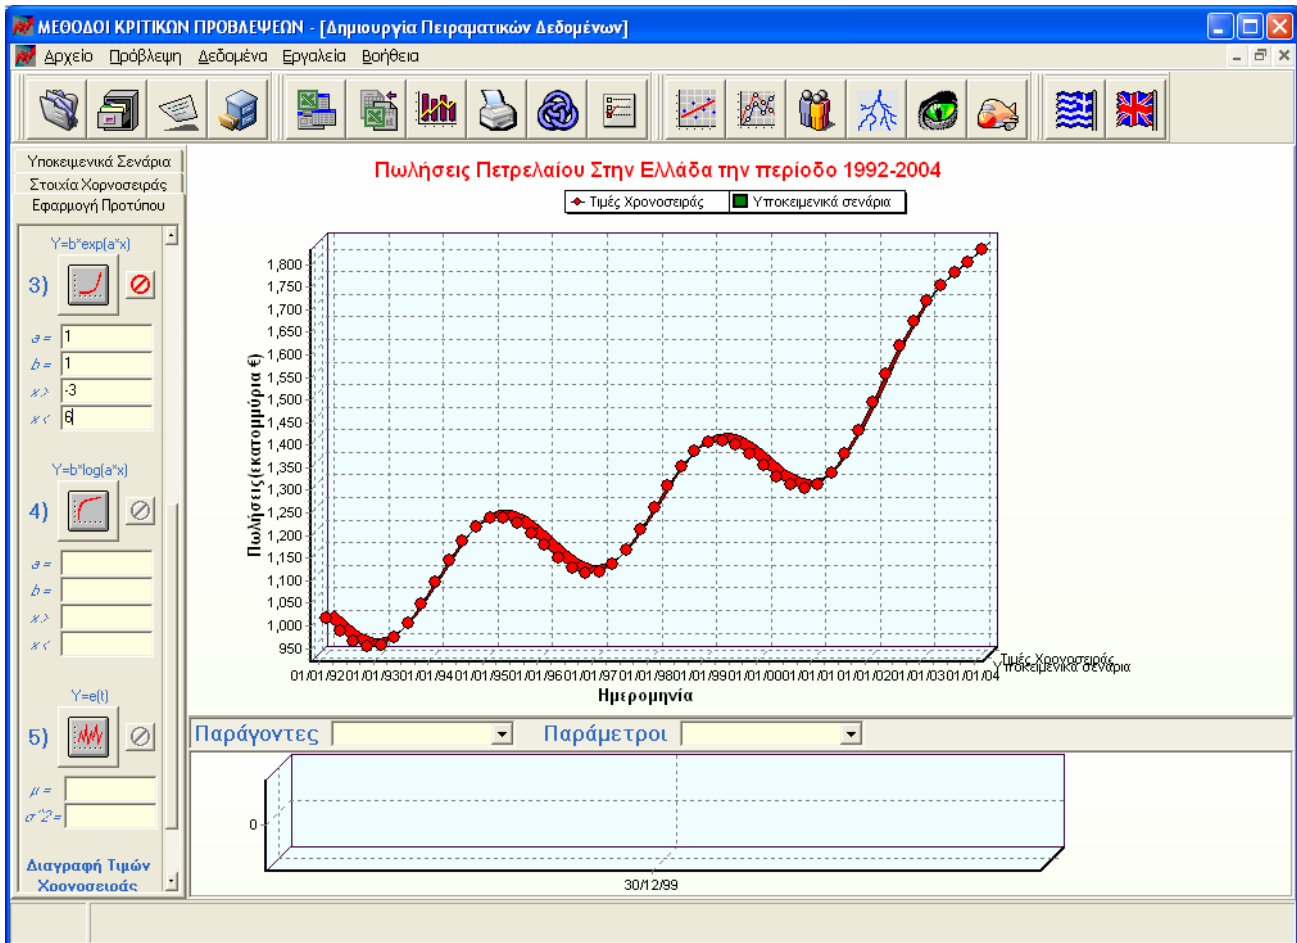 ΜΕΘΟΔΟΙ ΚΡΙΤΙΚΩΝ ΠΡΟΒΛΕΨΕΩΝ - [Δημιουργία Πειραματικών Δεδομένων]
Αρχείο Πρόβλεψη Δεδομένα Εργαλεία Βοήθεια
Υποκειμενικά Σενάρια
Στοιχία Χορνοσειράς
Εφαρμογή Προτύπου
Y=b*exp(a*x)
3)
a = 1
b = 1
x > -3
x < 6
Y=b*log(a*x)
4)
a =
b =
x >
x <
Y=e(t)
5)
μ =
σ^2=
Διαγραφή Τιμών
Χρονοσειράς
Πωλήσεις Πετρελαίου Στην Ελλάδα την περίοδο 1992-2004
Τιμές Χρονοσειράς Υποκειμενικά σενάρια
Πωλήσεις(εκατομμύρια €)
1,800
1,750
1,700
1,650
1,600
1,550
1,500
1,450
1,400
1,350
1,300
1,250
1,200
1,150
1,100
1,050
1,000
950
01/01/92 01/01/93 01/01/94 01/01/95 01/01/96 01/01/97 01/01/98 01/01/99 01/01/00 01/01/01 01/01/02 01/01/03 01/01/04
Τιμές Χρονοσειράς
Υποκειμενικά σενάρια
Ημερομηνία
Παράγοντες Παράμετροι
0
30/12/99